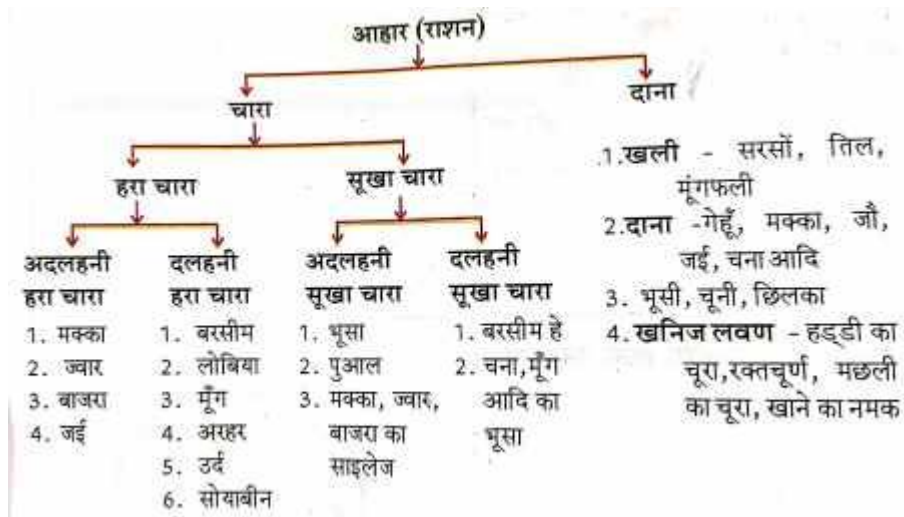 आहार (राशन)
चारा
दाना
हरा चारा
सूखा चारा
अदलहनी
हरा चारा
1. मक्का
2. ज्वार
3. बाजरा
4. जई
दलहनी
हरा चारा
1. बरसीम
2. लोबिया
3. मूँग
4. अरहर
5. उर्द
6. सोयाबीन
अदलहनी
सूखा चारा
1. भूसा
2. पुआल
3. मक्का, ज्वार,
बाजरा का
साइलेज
दलहनी
सूखा चारा
1. बरसीम हे
2. चना,मूँग
आदि का
भूसा
1.खली - सरसों, तिल,
मूंगफली
2.दाना -गेहूँ, मक्का, जौ,
जई, चना आदि
3. भूसी, चूनी, छिलका
4. खनिज लवण - हड्डी का
चूरा,रक्तचूर्ण, मछली
का चूरा, खाने का नमक